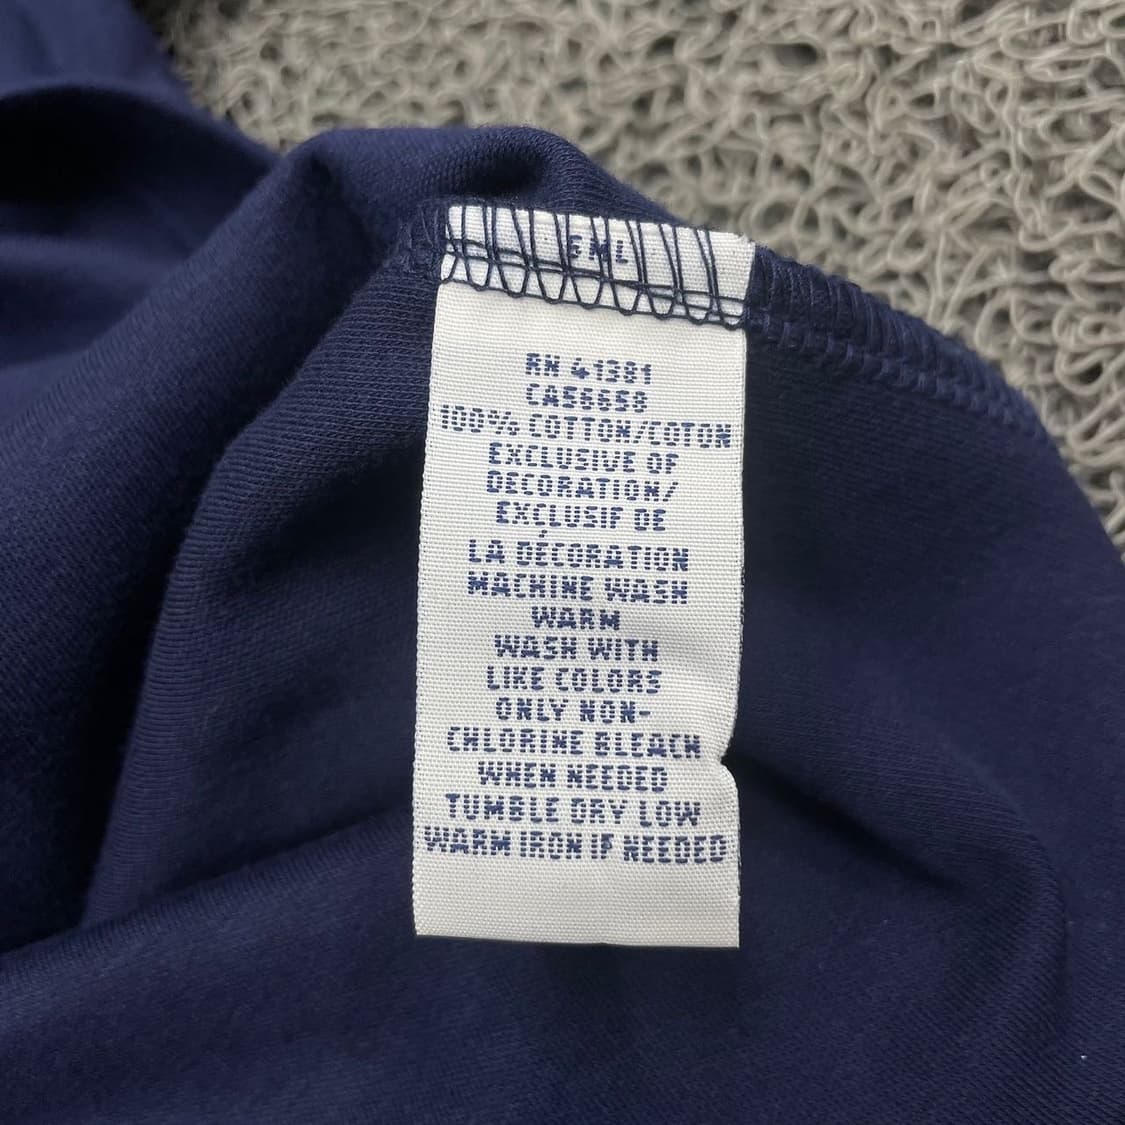 RN 41381
CA56658
100% COTTON/COTON
EXCLUSIVE OF
DECORATION/
EXCLUSIF DE
LA DÉCORATION
MACHINE WASH
WARM
WASH WITH
LIKE COLORS
ONLY NON-
CHLORINE BLEACH
WHEN NEEDED
TUMBLE DRY LOW
WARM IRON IF NEEDED